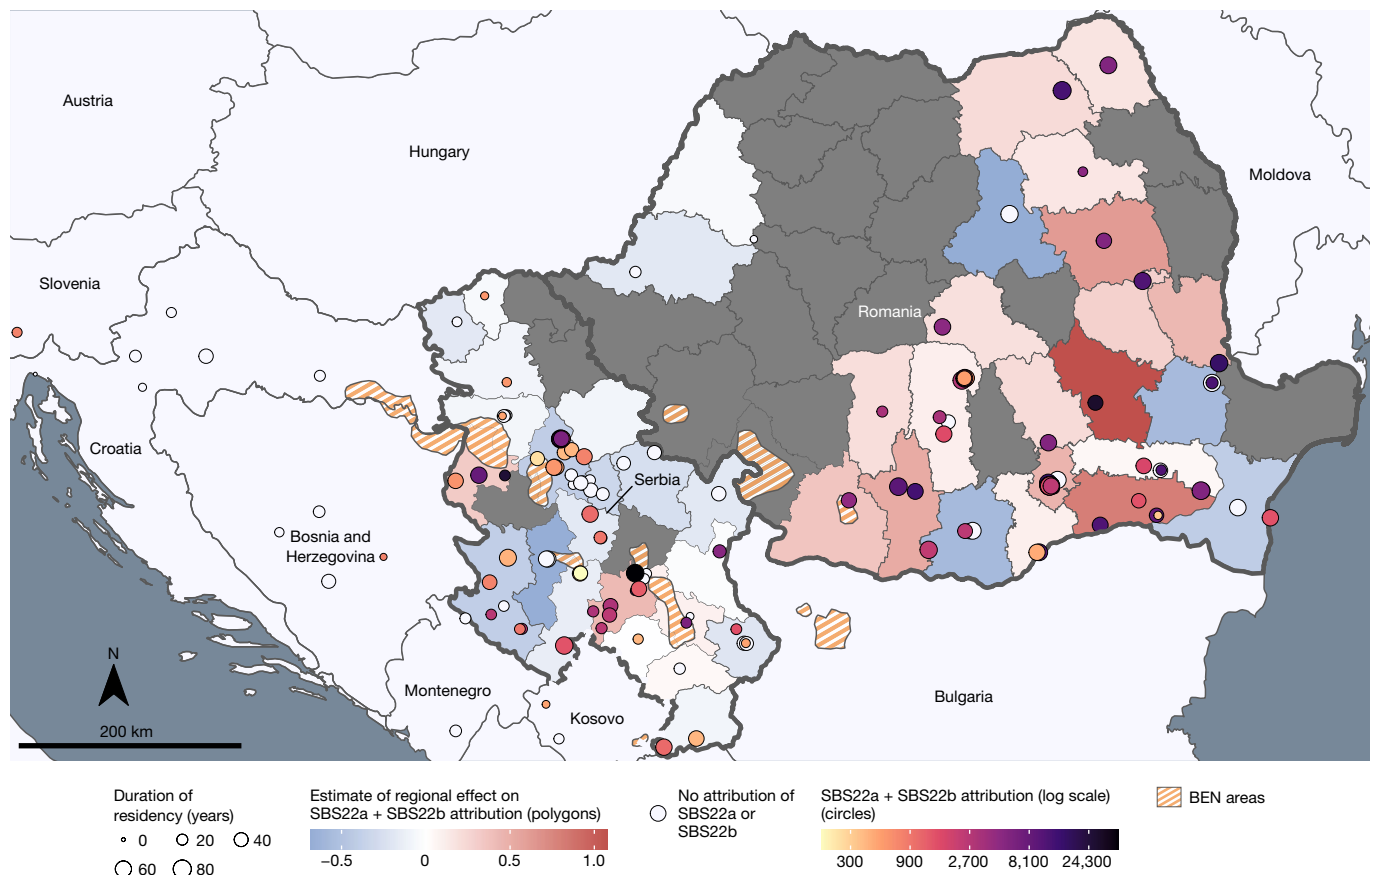 Austria
Hungary
Moldova
Slovenia
Romania
Croatia
Serbia
Bosnia and
Herzegovina
N
Montenegro
Bulgaria
Kosovo
200 km
Duration of
residency (years)
0
20
40
60
80
Estimate of regional effect on
SBS22a + SBS22b attribution (polygons)
−0.5
0
0.5
1.0
No attribution of
SBS22a or
SBS22b
SBS22a + SBS22b attribution (log scale)
(circles)
300
900
2,700
8,100
24,300
BEN areas